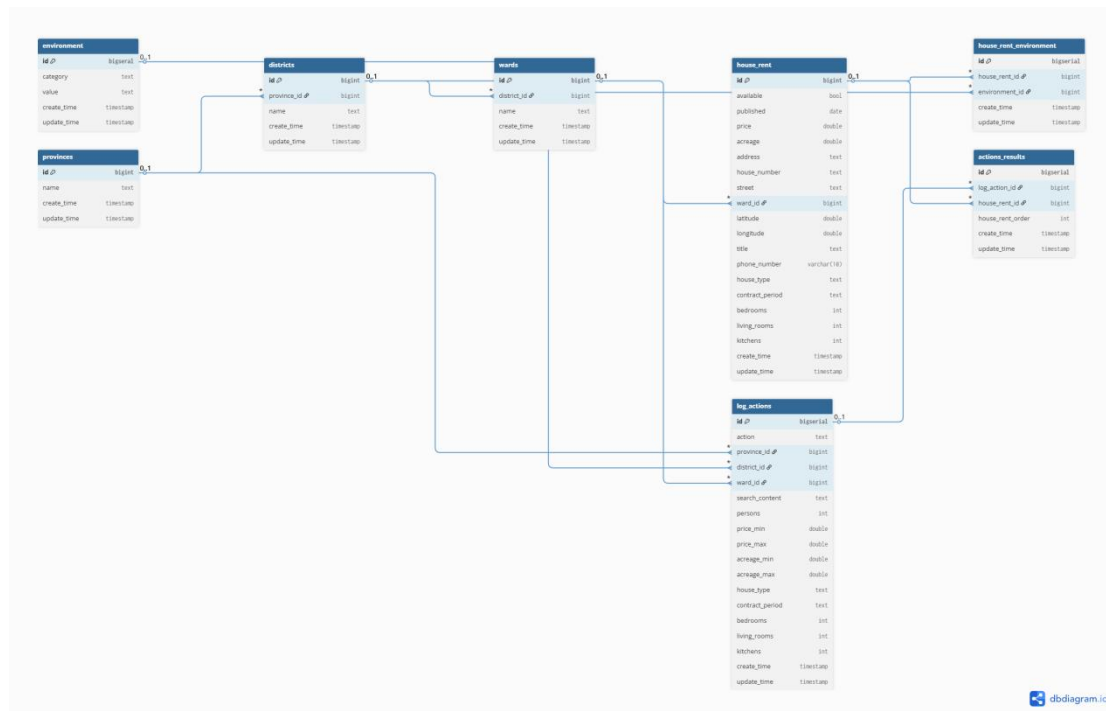 environment
id bigserial
category text
value text
create_time timestamp
update_time timestamp
0..1
provinces
id bigint
name text
create_time timestamp
update_time timestamp
0..1
districts
id bigint
province_id bigint
name text
create_time timestamp
update_time timestamp
0..1
*
wards
id bigint
district_id bigint
name text
create_time timestamp
update_time timestamp
0..1
*
house_rent
id bigint
available bool
published date
price double
acreage double
address text
house_number text
street text
ward_id bigint
latitude double
longitude double
title text
phone_number varchar(10)
house_type text
contract_period text
bedrooms int
living_rooms int
kitchens int
create_time timestamp
update_time timestamp
0..1
*
log_actions
id bigserial
action text
province_id bigint
district_id bigint
ward_id bigint
search_content text
persons int
price_min double
price_max double
acreage_min double
acreage_max double
house_type text
contract_period text
bedrooms int
living_rooms int
kitchens int
create_time timestamp
update_time timestamp
0..1
*
*
*
house_rent_environment
id bigserial
house_rent_id bigint
environment_id bigint
create_time timestamp
update_time timestamp
*
*
actions_results
id bigserial
log_action_id bigint
house_rent_id bigint
house_rent_order int
create_time timestamp
update_time timestamp
*
*
dbdiagram.io